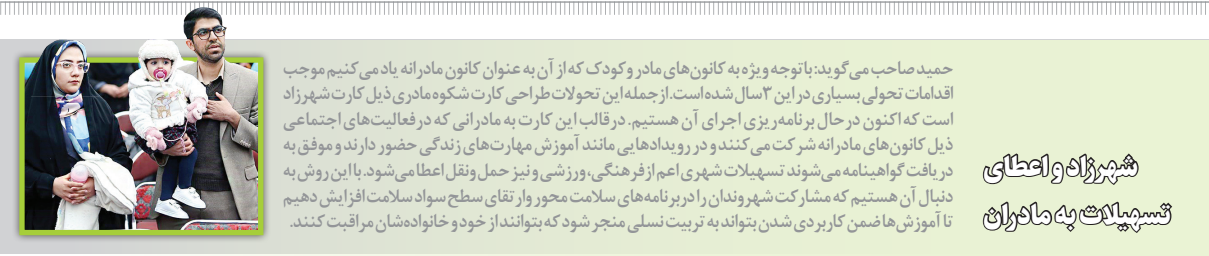 شهرزاد و اعطای
تسهیلات به مادران
حمید صاحب می‌گوید: با توجه ویژه به کانون‌های مادر و کودک که از آن به عنوان کانون مادرانه یاد می‌کنیم موجب
اقدامات تحولی بسیاری در این ۳ سال شده است. از جمله این تحولات طراحی کارت شکوه مادری ذیل کارت شهرزاد
است که اکنون در حال برنامه‌ریزی اجرای آن هستیم. در قالب این کارت به مادرانی که در فعالیت‌های اجتماعی
ذیل کانون‌های مادرانه شرکت می‌کنند و در رویدادهایی مانند آموزش مهارت‌های زندگی حضور دارند و موفق به
دریافت گواهینامه می‌شوند تسهیلات شهری اعم از فرهنگی، ورزشی و نیز حمل ونقل اعطا می‌شود. با این روش به
دنبال آن هستیم که مشارکت شهروندان را در برنامه‌های سلامت محور وارتقای سطح سواد سلامت افزایش دهیم
تا آموزش‌ها ضمن کاربردی شدن بتواند به تربیت نسلی منجر شود که بتوانند از خود و خانواده‌شان مراقبت کنند.